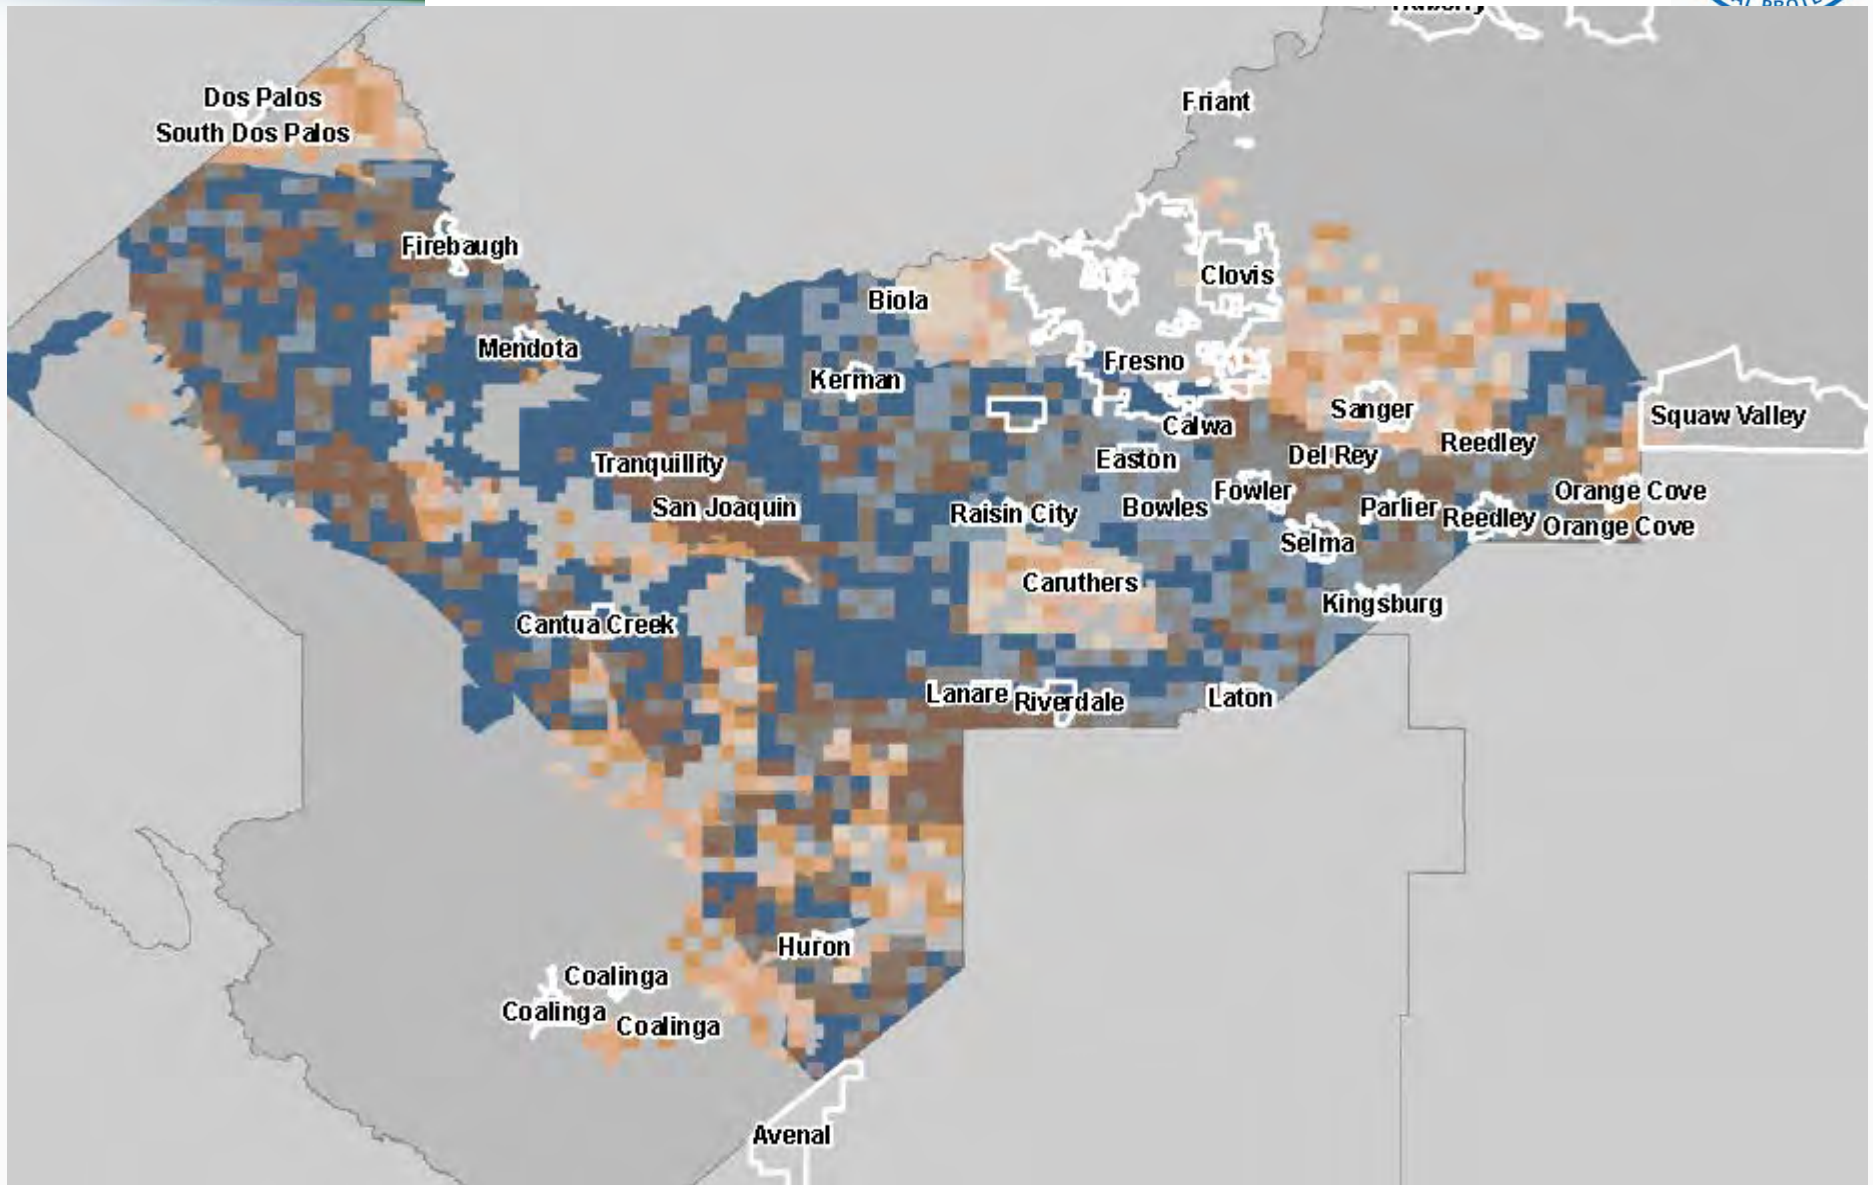 Dos Palos
South Dos Palos
Friant
Firebaugh
Clovis
Biola
Mendota
Fresno
Kerman
Sanger
Squaw Valley
Calwa
Reedley
Del Rey
Easton
Tranquillity
Fowler
Orange Cove
San Joaquin
Bowles
Parlier
Raisin City
Reedley
Orange Cove
Selma
Caruthers
Kingsburg
Cantua Creek
Lanare
Riverdale
Laton
Huron
Coalinga
Coalinga
Coalinga
Avenal